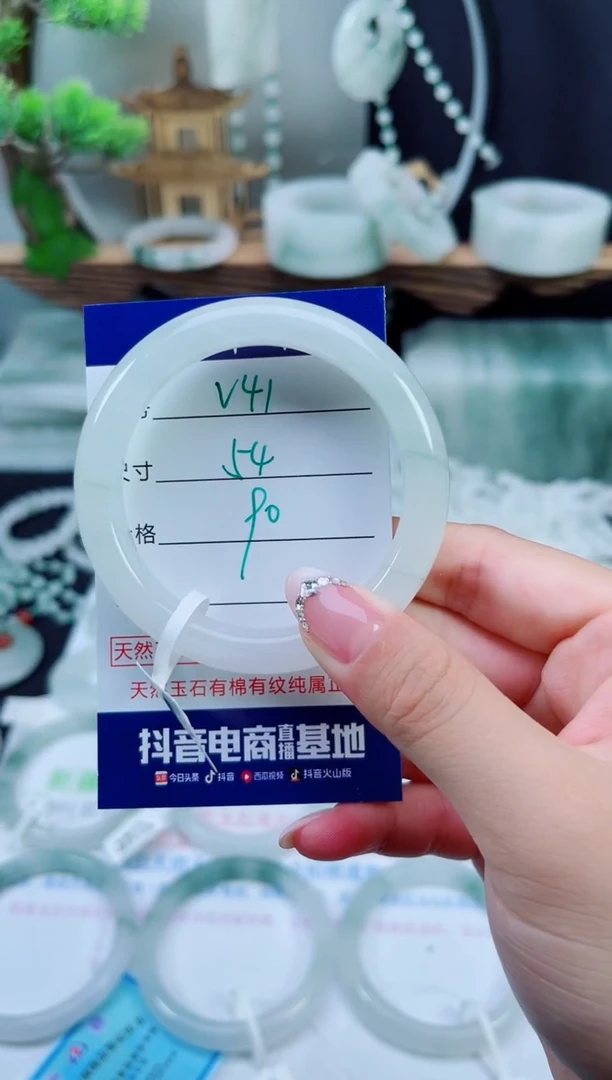 V41
寸 54
格 90
天然
天然玉石有棉有纹纯属正
抖音电商直播基地
今日头条 抖音 西瓜视频 抖音火山版